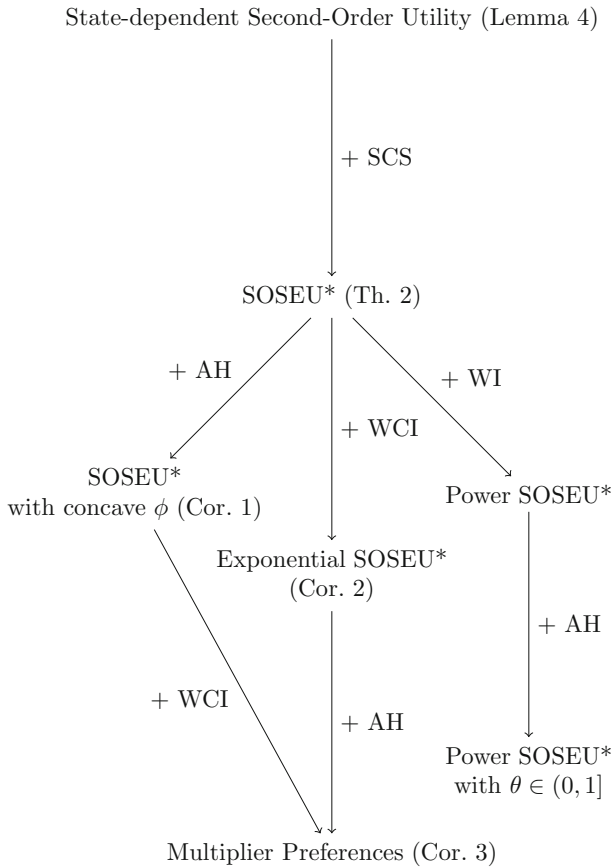 State-dependent Second-Order Utility (Lemma 4)
+ SCS
SOSEU* (Th. 2)
+ AH
+ WI
+ WCI
SOSEU*
with concave ϕ (Cor. 1)
Power SOSEU*
Exponential SOSEU*
(Cor. 2)
+ AH
+ WCI
+ AH
Power SOSEU*
with θ ∈ (0, 1]
Multiplier Preferences (Cor. 3)